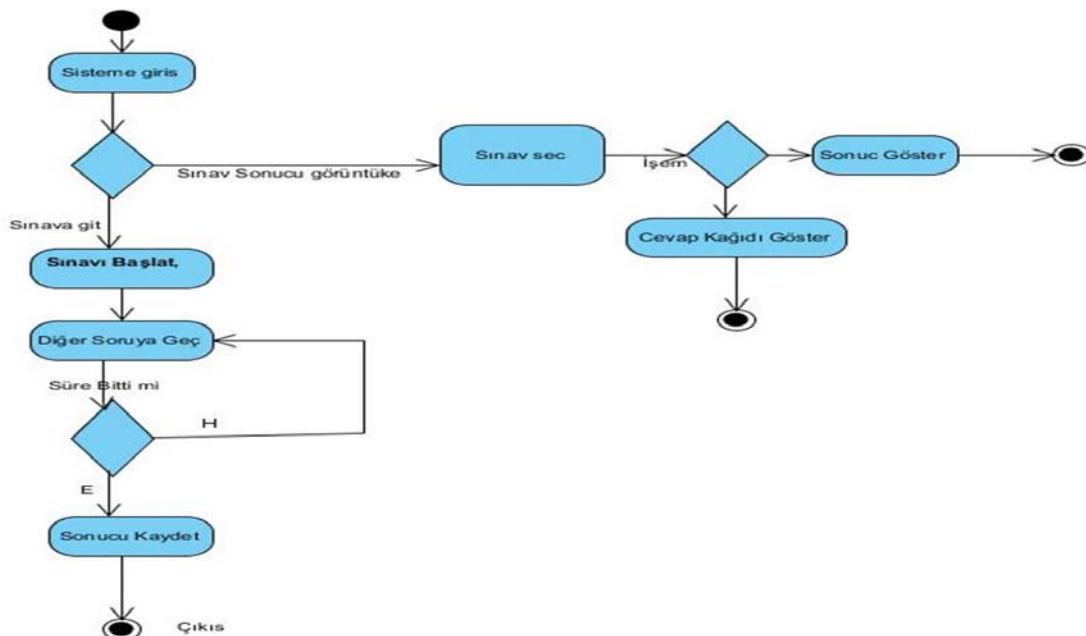 Sisteme giris
Sınav Sonucu görüntüke
Sınav sec
İşem
Sonuc Göster
Cevap Kağıdı Göster
Sınava git
Sınavı Başlat,
Diğer Soruya Geç
Süre Bitti mi
H
E
Sonucu Kaydet
Çıkıs